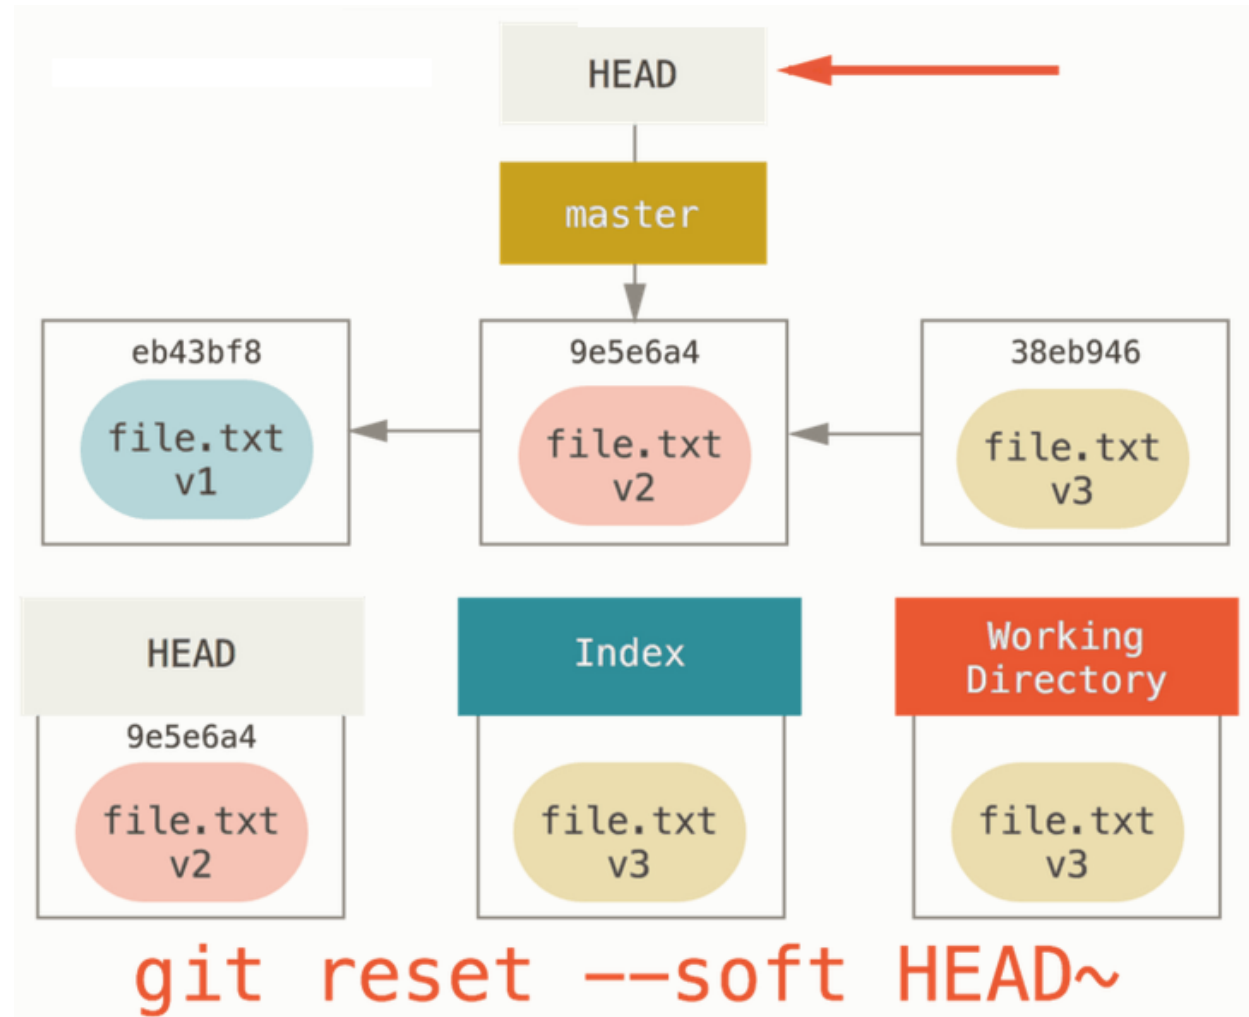 HEAD
master
eb43bf8
9e5e6a4
38eb946
file.txt
v1
file.txt
v2
file.txt
v3
HEAD
Index
Working
Directory
9e5e6a4
file.txt
v2
file.txt
v3
file.txt
v3
git reset --soft HEAD~